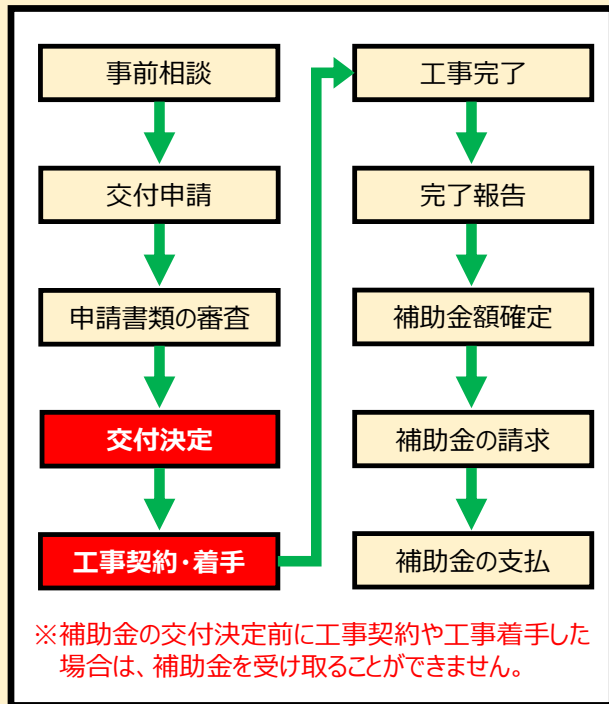 事前相談
交付申請
申請書類の審査
交付決定
工事契約・着手
工事完了
完了報告
補助金額確定
補助金の請求
補助金の支払
※補助金の交付決定前に工事契約や工事着手した
場合は、補助金を受け取ることができません。